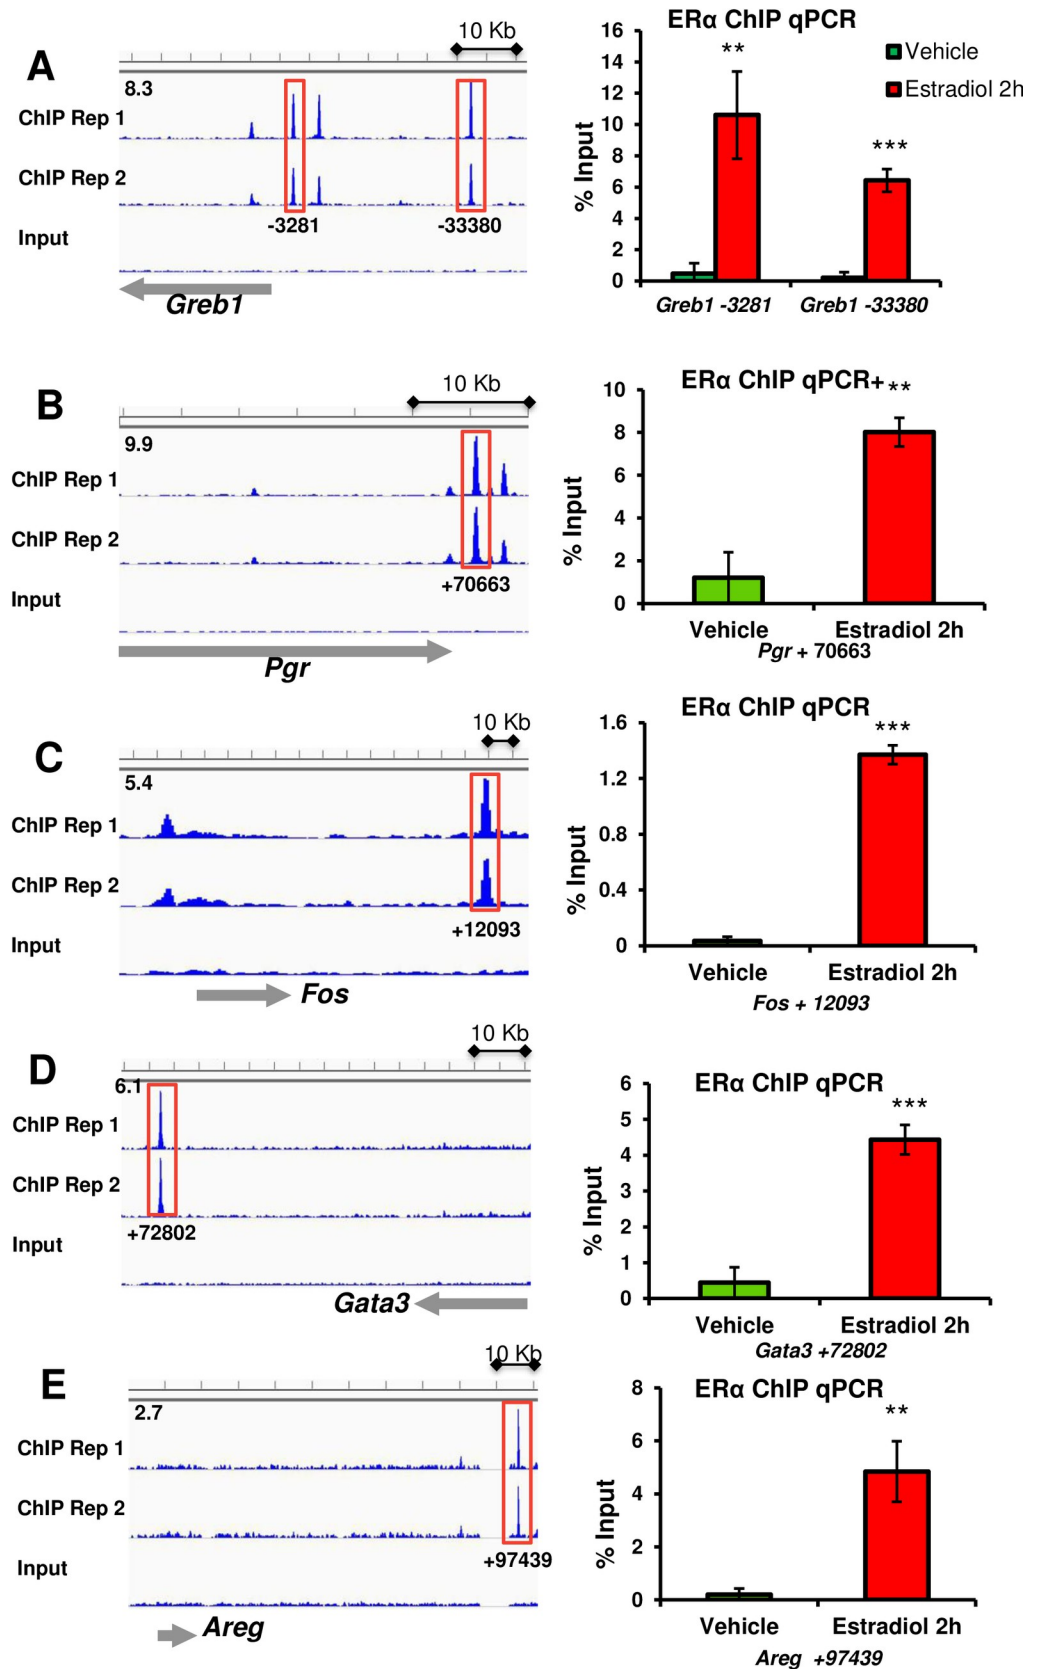 A
10 Kb
8.3
ChIP Rep 1
ChIP Rep 2
-3281
-33380
Input
Greb1
ERα ChIP qPCR
Vehicle
Estradiol 2h
% Input
16
14
12
10
8
6
4
2
0
**
***
Greb1 -3281
Greb1 -33380
B
10 Kb
9.9
ChIP Rep 1
ChIP Rep 2
+70663
Input
Pgr
ERα ChIP qPCR+
**
% Input
10
8
6
4
2
0
Vehicle
Estradiol 2h
Pgr + 70663
C
10 Kb
5.4
ChIP Rep 1
ChIP Rep 2
+12093
Input
Fos
ERα ChIP qPCR
***
% Input
1.6
1.2
0.8
0.4
0
Vehicle
Estradiol 2h
Fos + 12093
D
10 Kb
6.1
ChIP Rep 1
ChIP Rep 2
+72802
Input
Gata3
ERα ChIP qPCR
***
% Input
6
5
4
3
2
1
0
Vehicle
Estradiol 2h
Gata3 +72802
E
10 Kb
2.7
ChIP Rep 1
ChIP Rep 2
+97439
Input
Areg
ERα ChIP qPCR
**
% Input
8
6
4
2
0
Vehicle
Estradiol 2h
Areg +97439